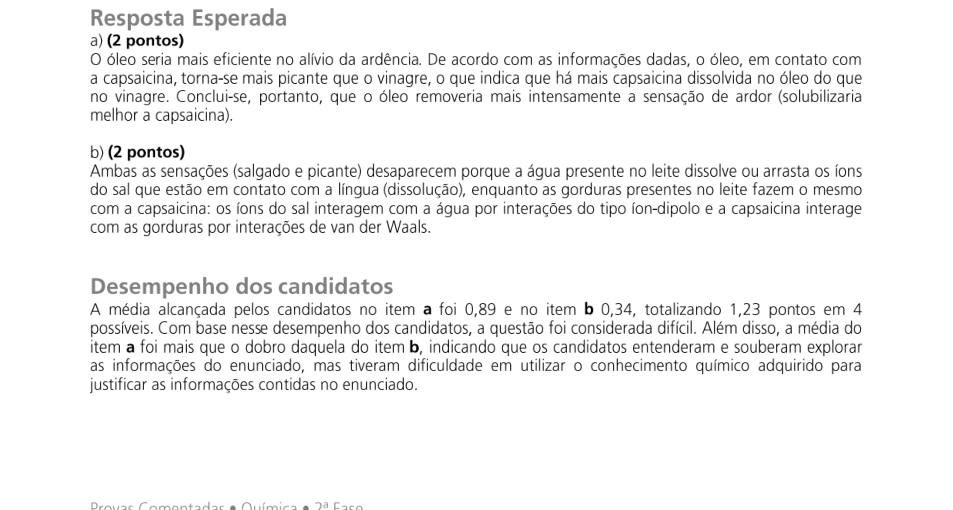 Resposta Esperada
a) (2 pontos)
O óleo seria mais eficiente no alívio da ardência. De acordo com as informações dadas, o óleo, em contato com
a capsaicina, torna-se mais picante que o vinagre, o que indica que há mais capsaicina dissolvida no óleo do que
no vinagre. Conclui-se, portanto, que o óleo removeria mais intensamente a sensação de ardor (solubilizaria
melhor a capsaicina).
b) (2 pontos)
Ambas as sensações (salgado e picante) desaparecem porque a água presente no leite dissolve ou arrasta os íons
do sal que estão em contato com a língua (dissolução), enquanto as gorduras presentes no leite fazem o mesmo
com a capsaicina: os íons do sal interagem com a água por interações do tipo íon-dipolo e a capsaicina interage
com as gorduras por interações de van der Waals.
Desempenho dos candidatos
A média alcançada pelos candidatos no item a foi 0,89 e no item b 0,34, totalizando 1,23 pontos em 4
possíveis. Com base nesse desempenho dos candidatos, a questão foi considerada difícil. Além disso, a média do
item a foi mais que o dobro daquela do item b, indicando que os candidatos entenderam e souberam explorar
as informações do enunciado, mas tiveram dificuldade em utilizar o conhecimento químico adquirido para
justificar as informações contidas no enunciado.
Provas Comentadas • Química • 2ª Fase